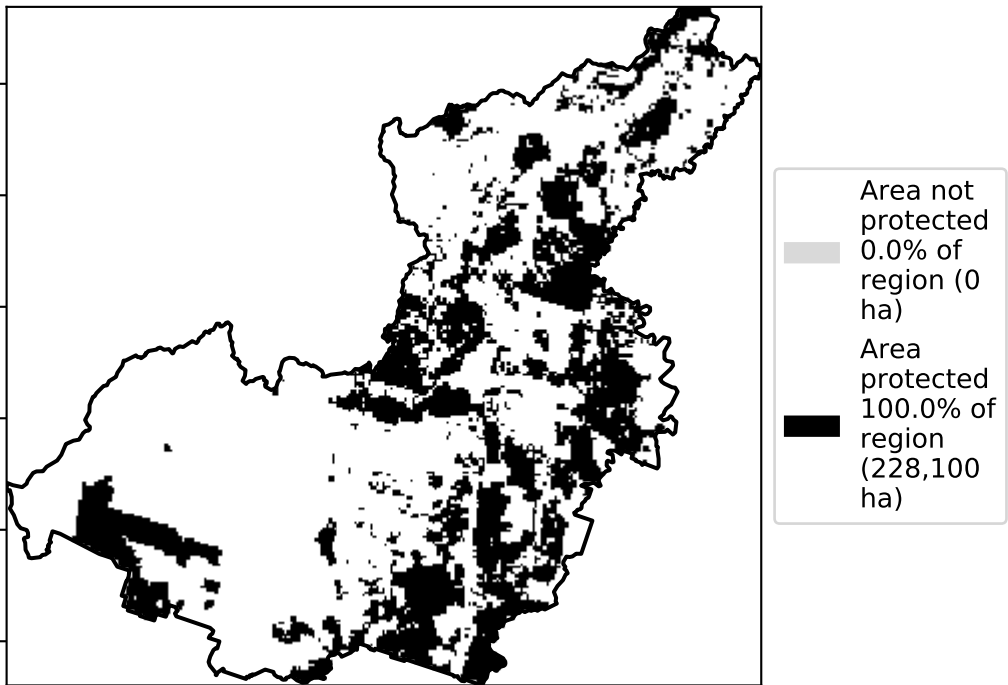 Area not
protected
0.0% of
region (0
ha)
Area
protected
100.0% of
region
(228,100
ha)